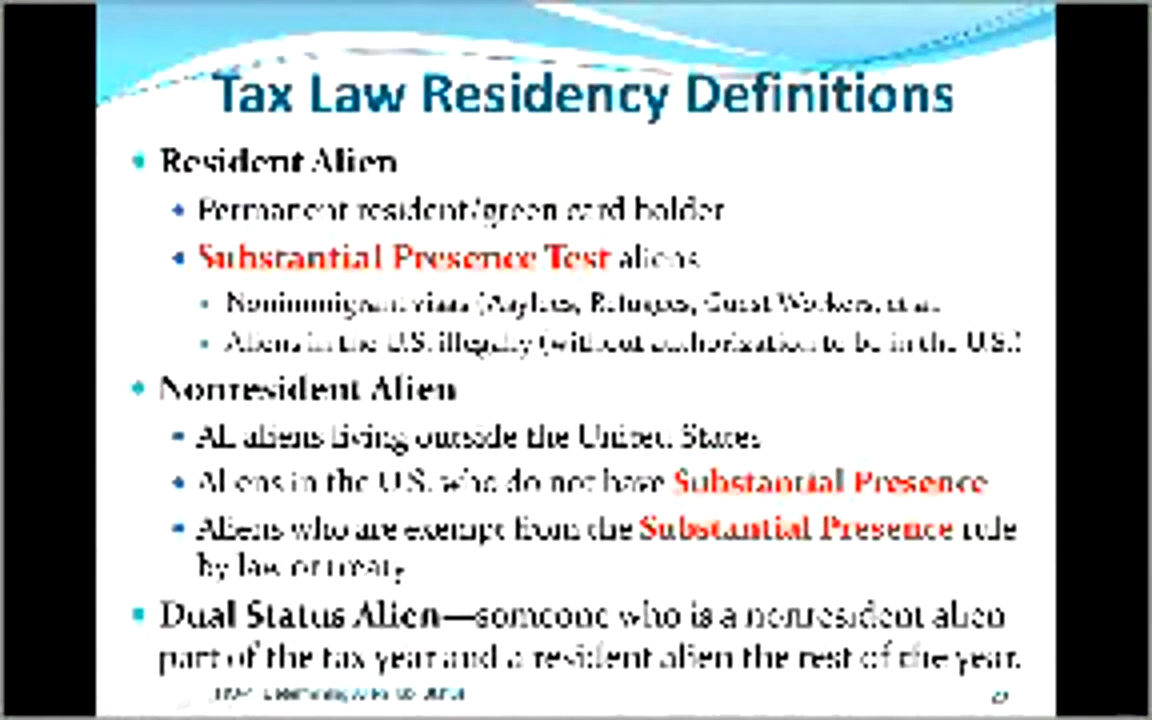 Tax Law Residency Definitions
Resident Alien
Permanent resident/green card holder
Substantial Presence Test aliens
Nonimmigrant visas (Asylees, Refugees, Guest Workers, et al.
Aliens in the U.S. illegally (without authorization to be in the U.S.)
Nonresident Alien
All aliens living outside the United States
Aliens in the U.S. who do not have Substantial Presence
Aliens who are exempt from the Substantial Presence rule
by law or treaty
Dual Status Alien—someone who is a nonresident alien
part of the tax year and a resident alien the rest of the year.